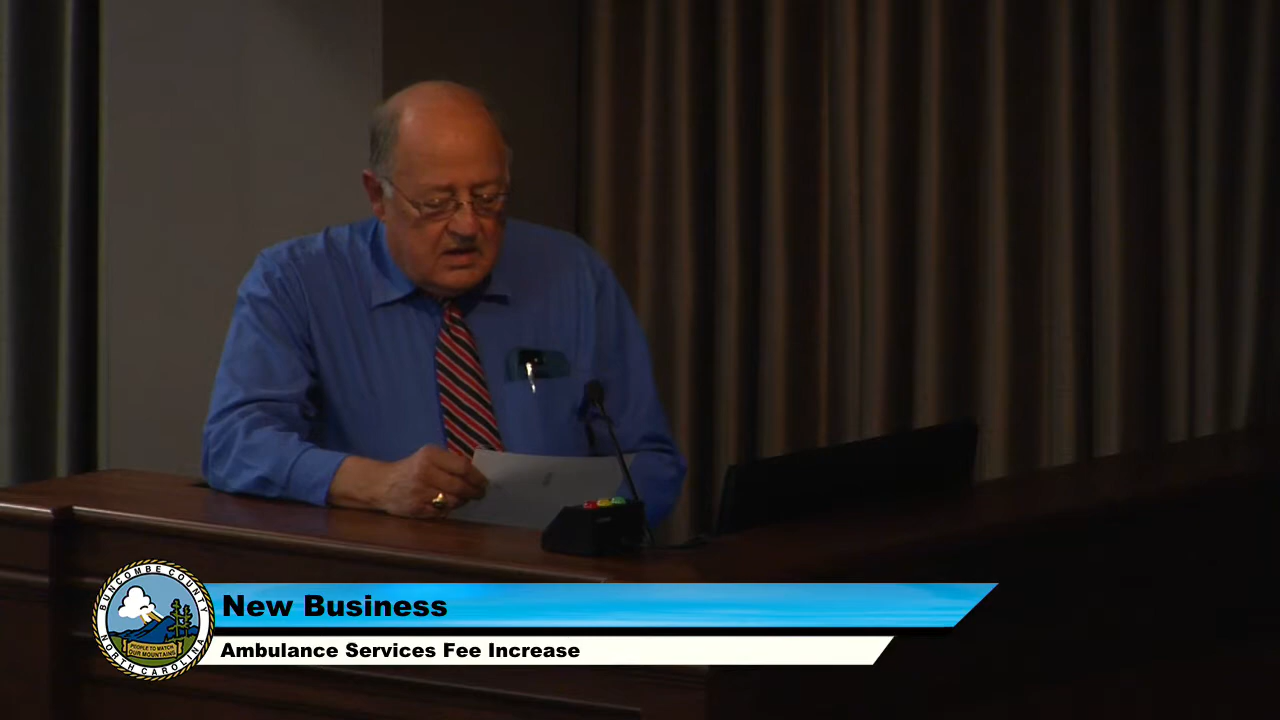 New Business
Ambulance Services Fee Increase
BUNCOMBE COUNTY
PEOPLE TO MATCH
OUR MOUNTAINS
NORTH CAROLINA